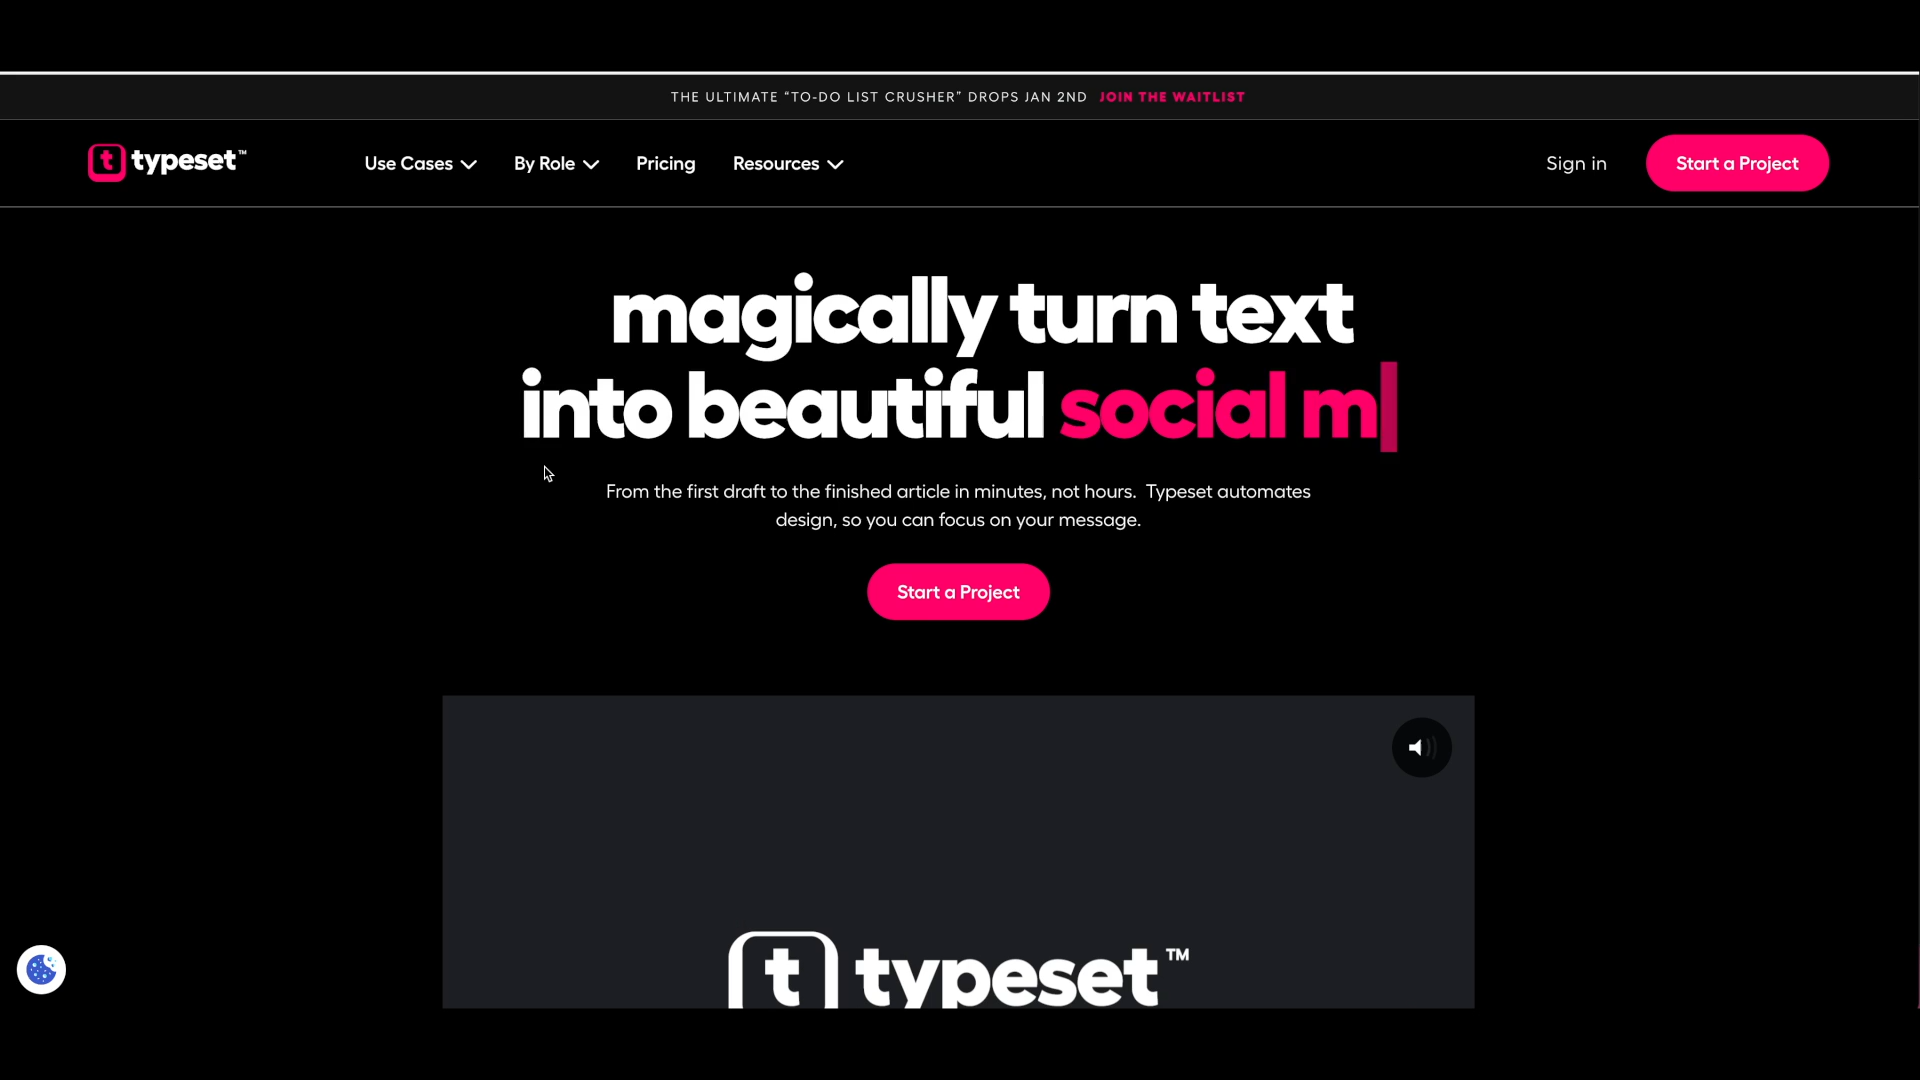 THE ULTIMATE “TO-DO LIST CRUSHER” DROPS JAN 2ND JOIN THE WAITLIST
t typeset™ Use Cases By Role Pricing Resources Sign in Start a Project
magically turn text
into beautiful social m
From the first draft to the finished article in minutes, not hours. Typeset automates
design, so you can focus on your message.
Start a Project
t typeset™